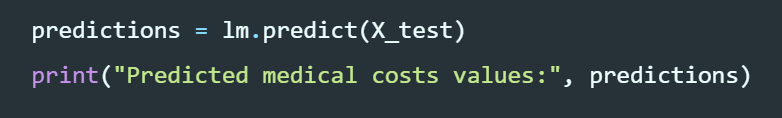 predictions = lm.predict(X_test)
print("Predicted medical costs values:", predictions)